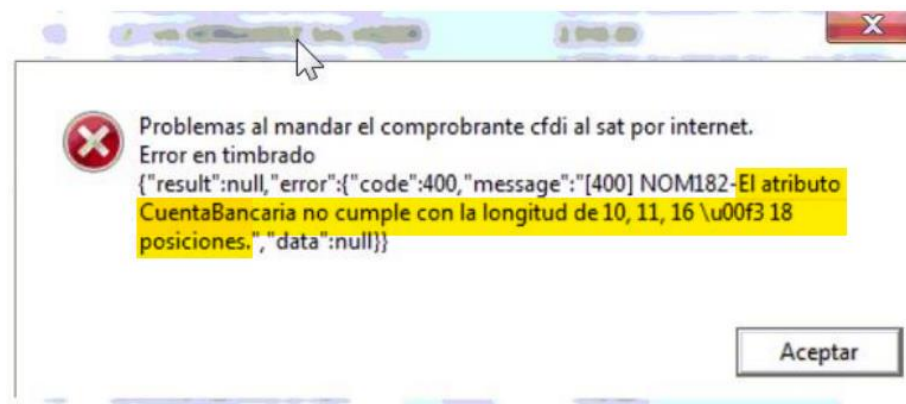 X
Problemas al mandar el comprobrante cfdi al sat por internet.
Error en timbrado
{"result":null,"error":{"code":400,"message":"[400] NOM182-El atributo
CuentaBancaria no cumple con la longitud de 10, 11, 16 \u00f3 18
posiciones.","data":null}}
Aceptar